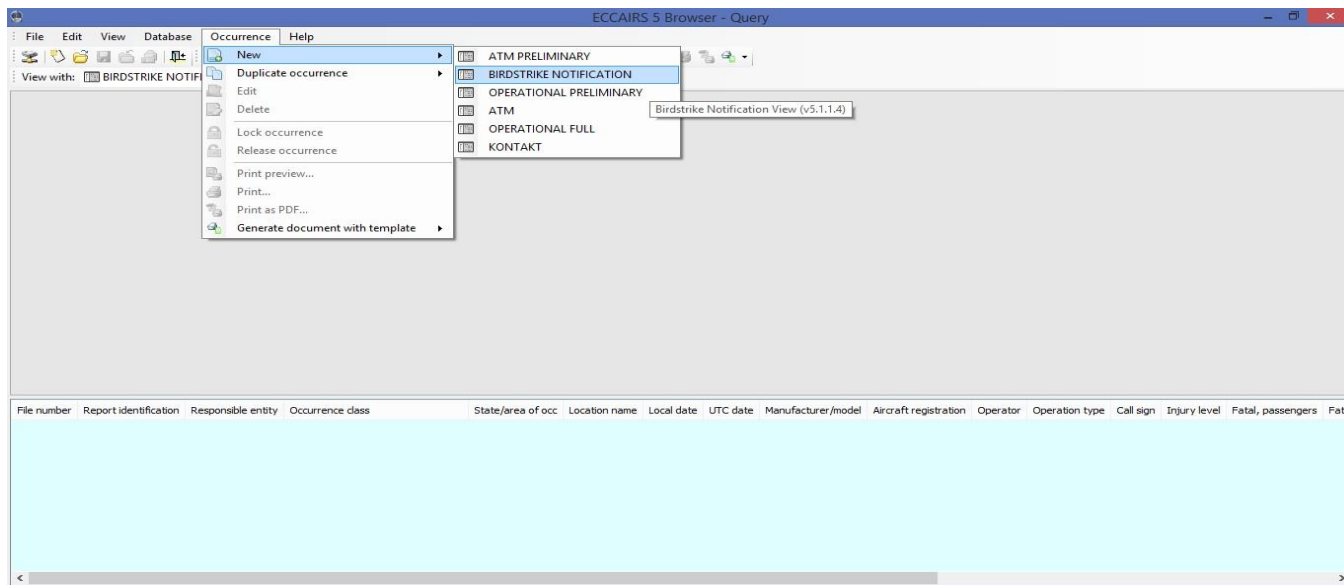 ECCAIRS 5 Browser - Query
File Edit View Database Occurrence Help
View with: BIRDSTRIKE NOTIFI
New
Duplicate occurrence
Edit
Delete
Lock occurrence
Release occurrence
Print preview...
Print...
Print as PDF...
Generate document with template
ATM PRELIMINARY
BIRDSTRIKE NOTIFICATION
OPERATIONAL PRELIMINARY
ATM
OPERATIONAL FULL
KONTAKT
Birdstrike Notification View (v5.1.1.4)
File number Report identification Responsible entity Occurrence class State/area of occ Location name Local date UTC date Manufacturer/model Aircraft registration Operator Operation type Call sign Injury level Fatal, passengers Fat